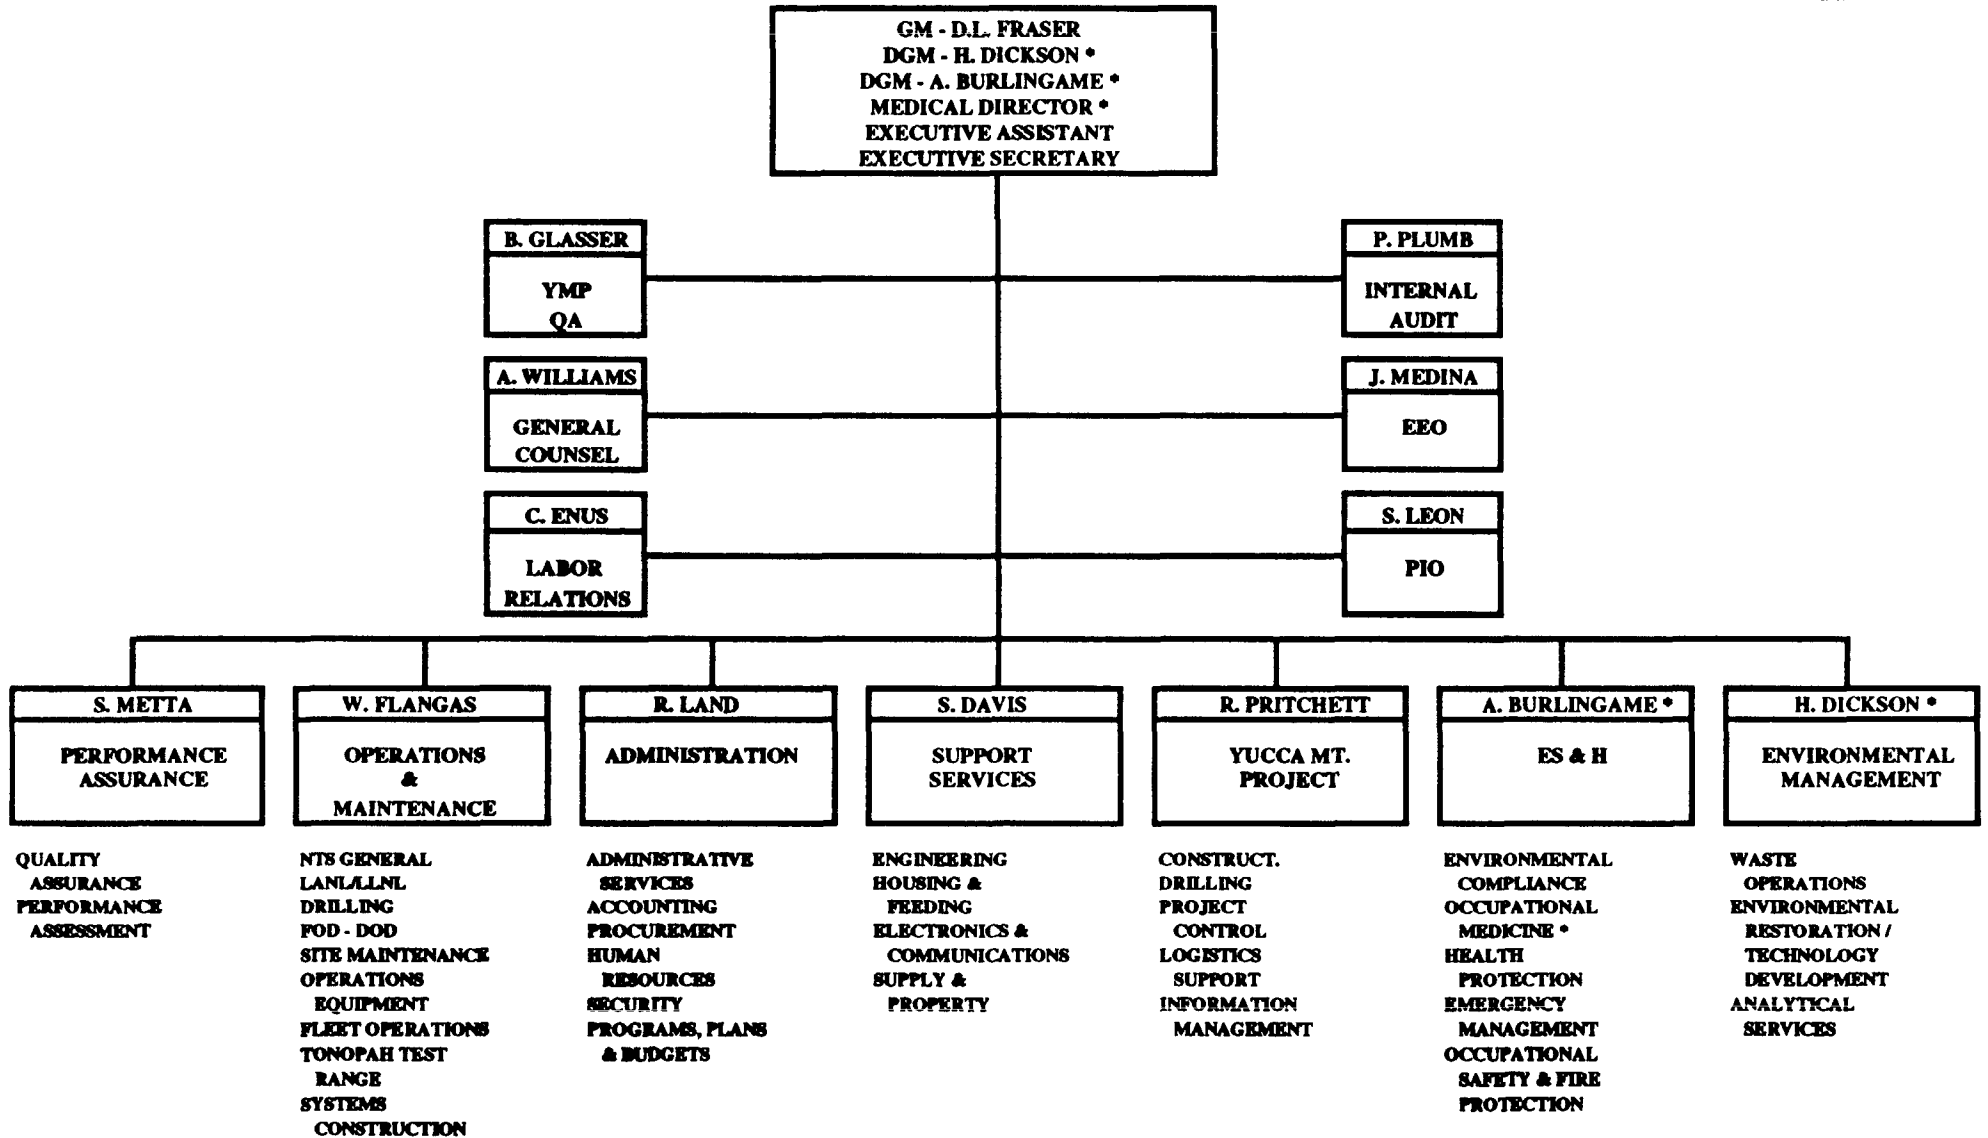 GM - D.L. FRASER
DGM - H. DICKSON *
DGM - A. BURLINGAME *
MEDICAL DIRECTOR *
EXECUTIVE ASSISTANT
EXECUTIVE SECRETARY
B. GLASSER
YMP
QA
P. PLUMB
INTERNAL
AUDIT
A. WILLIAMS
GENERAL
COUNSEL
J. MEDINA
EEO
C. ENUS
LABOR
RELATIONS
S. LEON
PIO
S. METTA
PERFORMANCE
ASSURANCE
QUALITY
ASSURANCE
PERFORMANCE
ASSESSMENT
W. FLANGAS
OPERATIONS
&
MAINTENANCE
NTS GENERAL
LANL/LLNL
DRILLING
FOD - DOD
SITE MAINTENANCE
OPERATIONS
EQUIPMENT
FLEET OPERATIONS
TONOPAH TEST
RANGE
SYSTEMS
CONSTRUCTION
R. LAND
ADMINISTRATION
ADMINISTRATIVE
SERVICES
ACCOUNTING
PROCUREMENT
HUMAN
RESOURCES
SECURITY
PROGRAMS, PLANS
& BUDGETS
S. DAVIS
SUPPORT
SERVICES
ENGINEERING
HOUSING &
FEEDING
ELECTRONICS &
COMMUNICATIONS
SUPPLY &
PROPERTY
R. PRITCHETT
YUCCA MT.
PROJECT
CONSTRUCT.
DRILLING
PROJECT
CONTROL
LOGISTICS
SUPPORT
INFORMATION
MANAGEMENT
A. BURLINGAME *
ES & H
ENVIRONMENTAL
COMPLIANCE
OCCUPATIONAL
MEDICINE *
HEALTH
PROTECTION
EMERGENCY
MANAGEMENT
OCCUPATIONAL
SAFETY & FIRE
PROTECTION
H. DICKSON *
ENVIRONMENTAL
MANAGEMENT
WASTE
OPERATIONS
ENVIRONMENTAL
RESTORATION /
TECHNOLOGY
DEVELOPMENT
ANALYTICAL
SERVICES